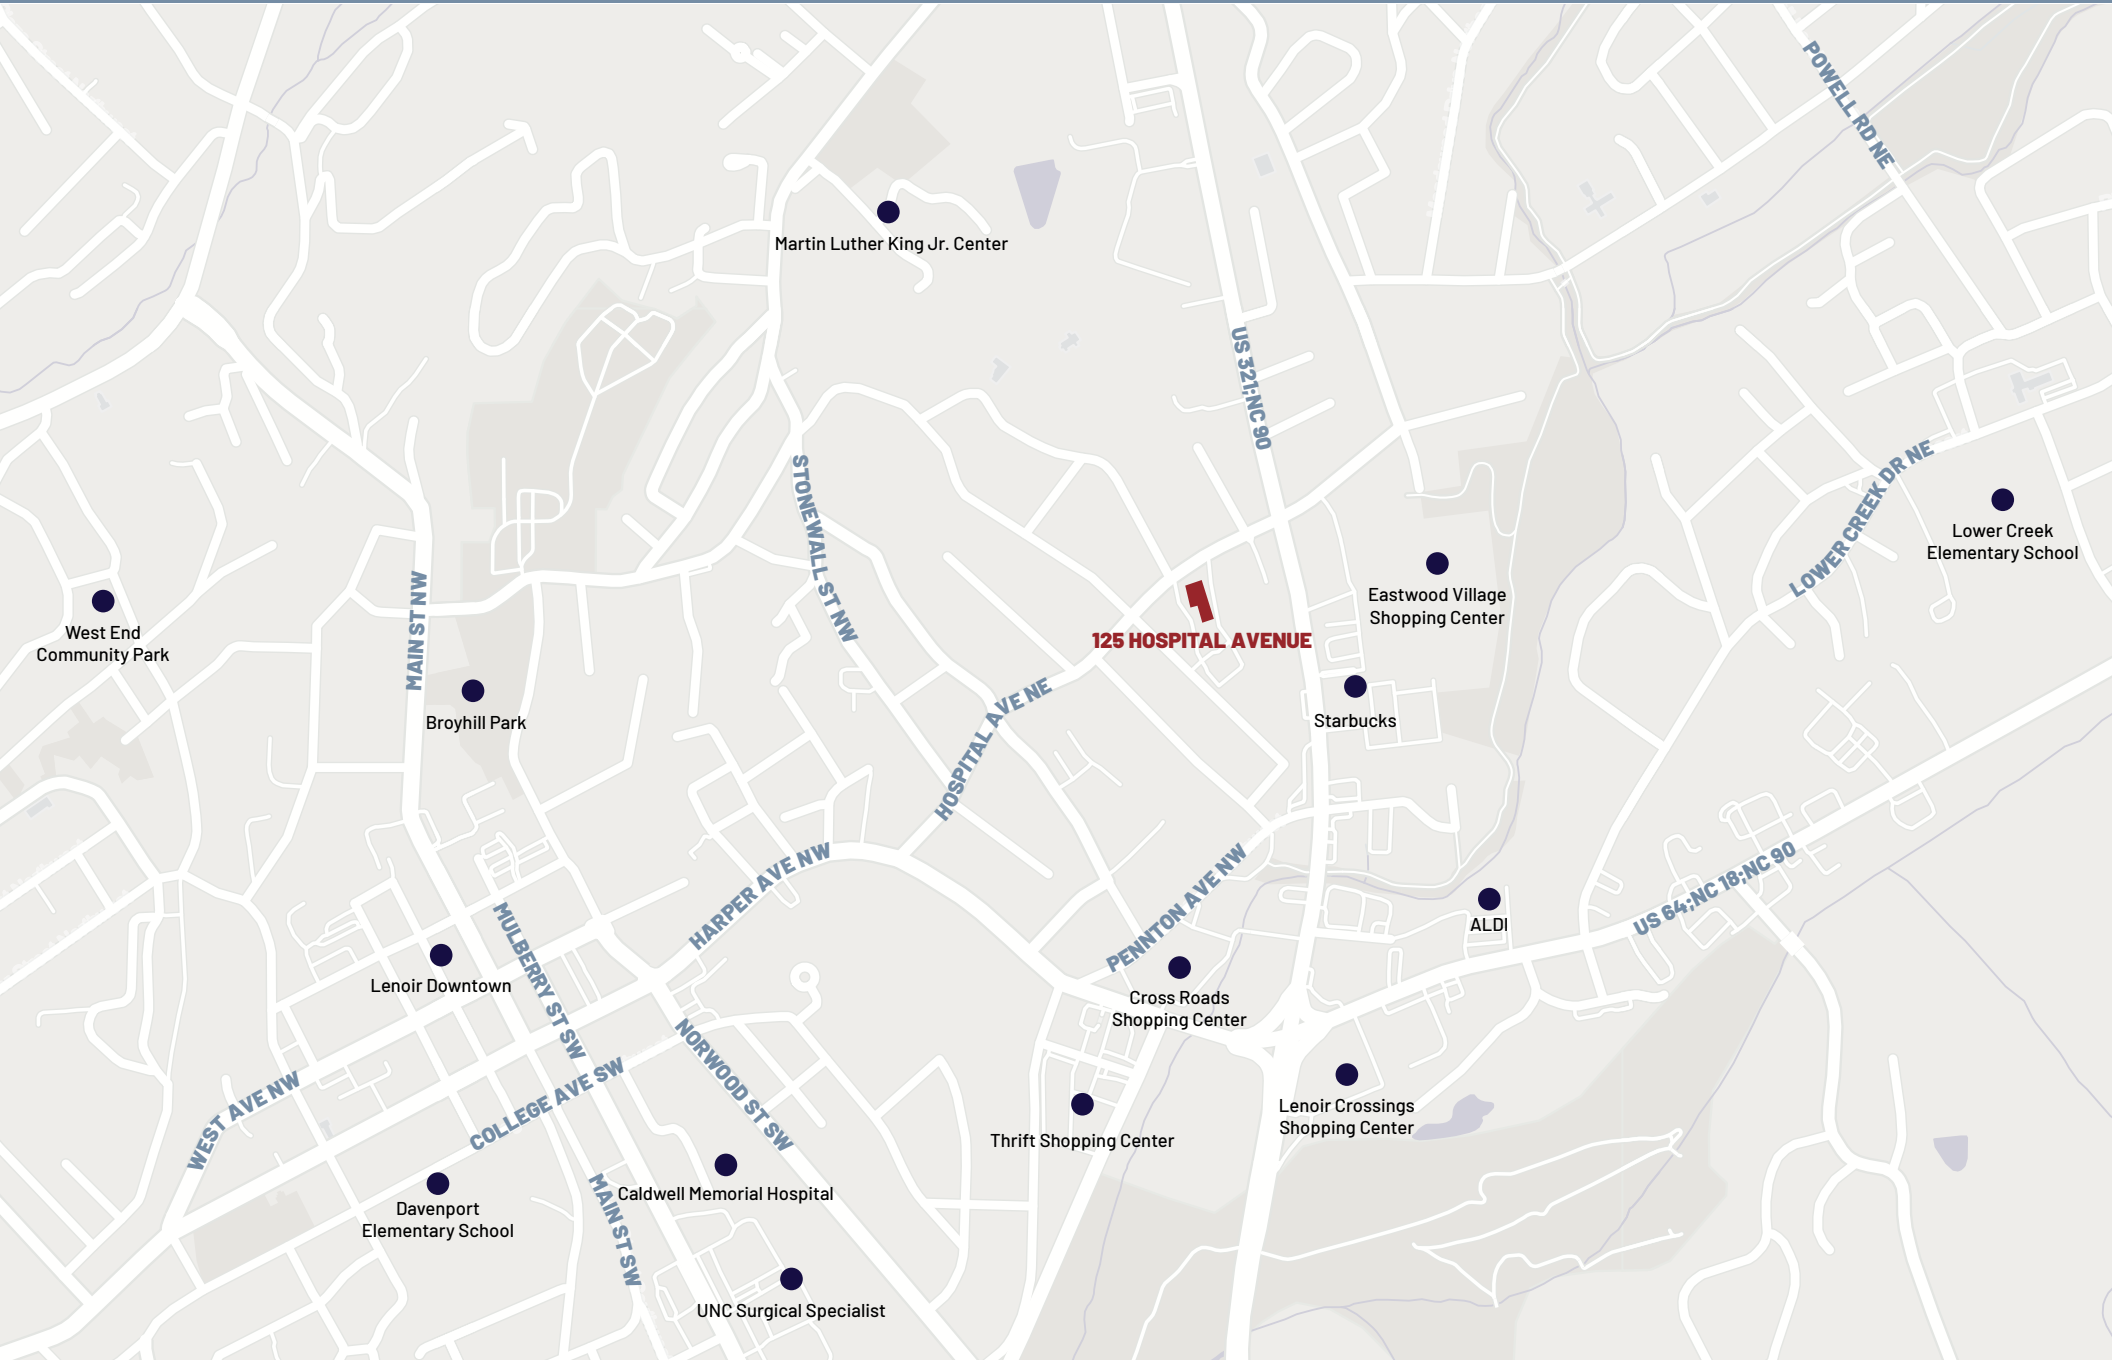 POWELL RD NE
Martin Luther King Jr. Center
US 321;NC 90
STONEWALL ST NW
LOWER CREEK DR NE
Lower Creek
Elementary School
Eastwood Village
Shopping Center
West End
Community Park
MAIN ST NW
125 HOSPITAL AVENUE
Broyhill Park
HOSPITAL AVE NE
Starbucks
HARPER AVE NW
PENNTON AVE NW
US 64;NC 18;NC 90
ALDI
MULBERRY ST SW
Lenoir Downtown
Cross Roads
Shopping Center
NORWOOD ST SW
WEST AVE NW
COLLEGE AVE SW
Lenoir Crossings
Shopping Center
Thrift Shopping Center
Caldwell Memorial Hospital
Davenport
Elementary School
MAIN ST SW
UNC Surgical Specialist